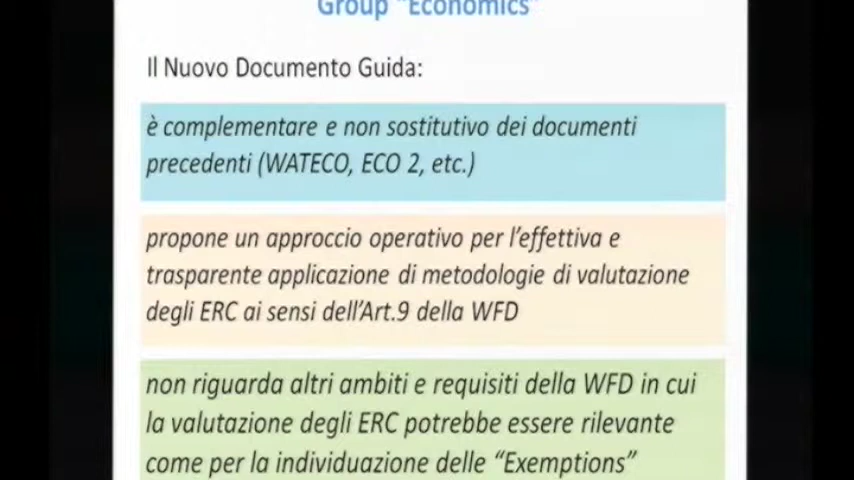 Group "Economics"
Il Nuovo Documento Guida:
è complementare e non sostitutivo dei documenti
precedenti (WATECO, ECO 2, etc.)
propone un approccio operativo per l'effettiva e
trasparente applicazione di metodologie di valutazione
degli ERC ai sensi dell'Art.9 della WFD
non riguarda altri ambiti e requisiti della WFD in cui
la valutazione degli ERC potrebbe essere rilevante
come per la individuazione delle "Exemptions"